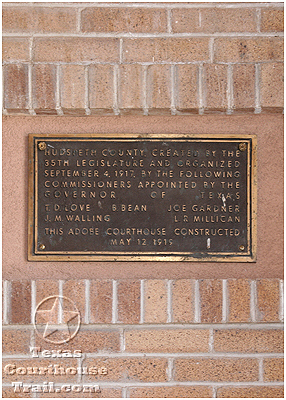 HUDSPETH COUNTY CREATED BY THE
35TH LEGISLATURE AND ORGANIZED
SEPTEMBER 4, 1917, BY THE FOLLOWING
COMMISSIONERS APPOINTED BY THE
GOVERNOR OF TEXAS
T. D. LOVE B. BEAN JOE GARDNER
J. M. WALLING L. R. MILLICAN
THIS ADOBE COURTHOUSE CONSTRUCTED
MAY 12 1919
Texas
Courthouse
Trail.com